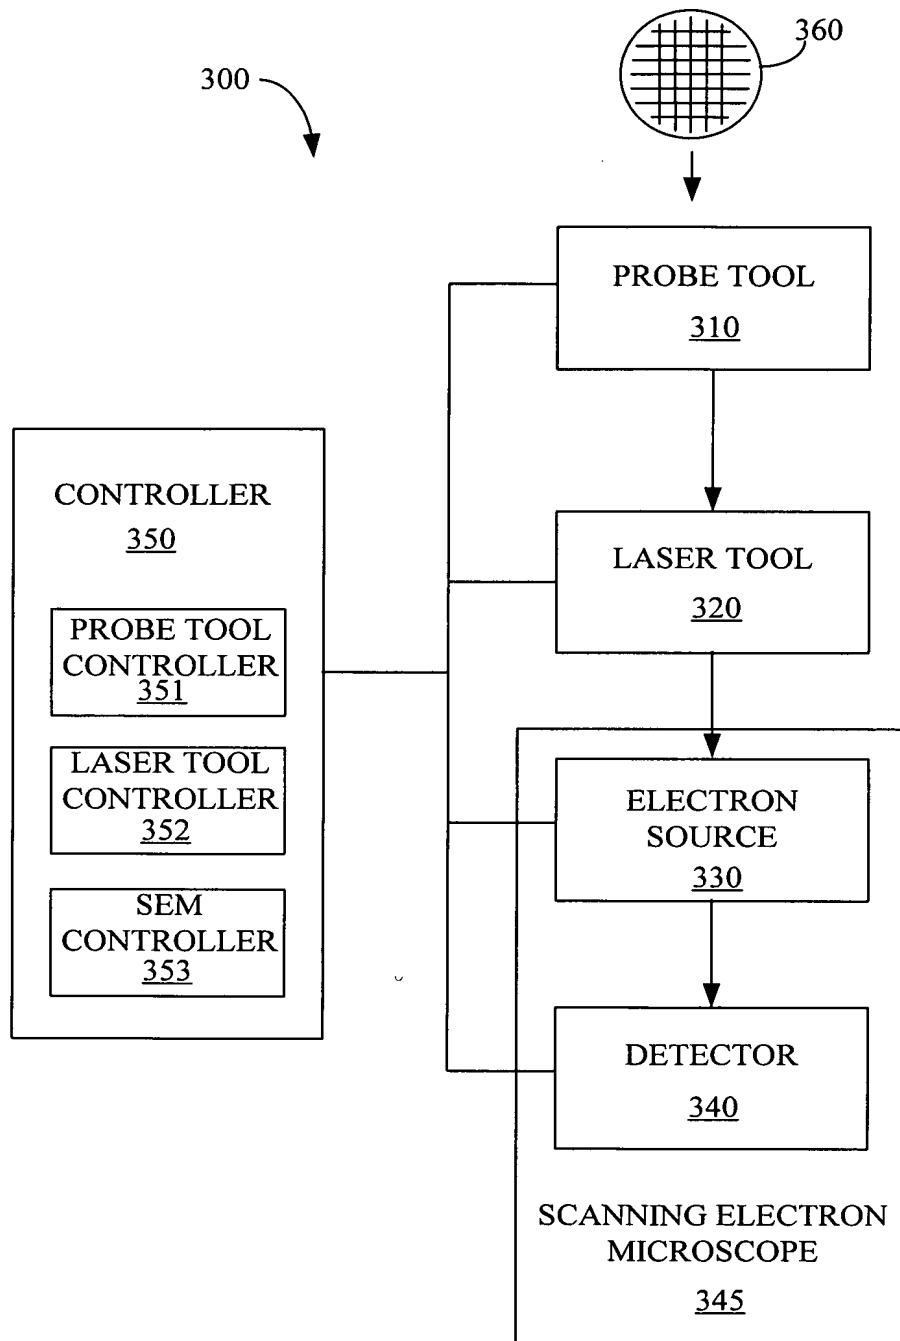 360
300
PROBE TOOL
310
CONTROLLER
350
LASER TOOL
320
PROBE TOOL
CONTROLLER
351
LASER TOOL
CONTROLLER
352
SEM
CONTROLLER
353
ELECTRON
SOURCE
330
DETECTOR
340
SCANNING ELECTRON
MICROSCOPE
345